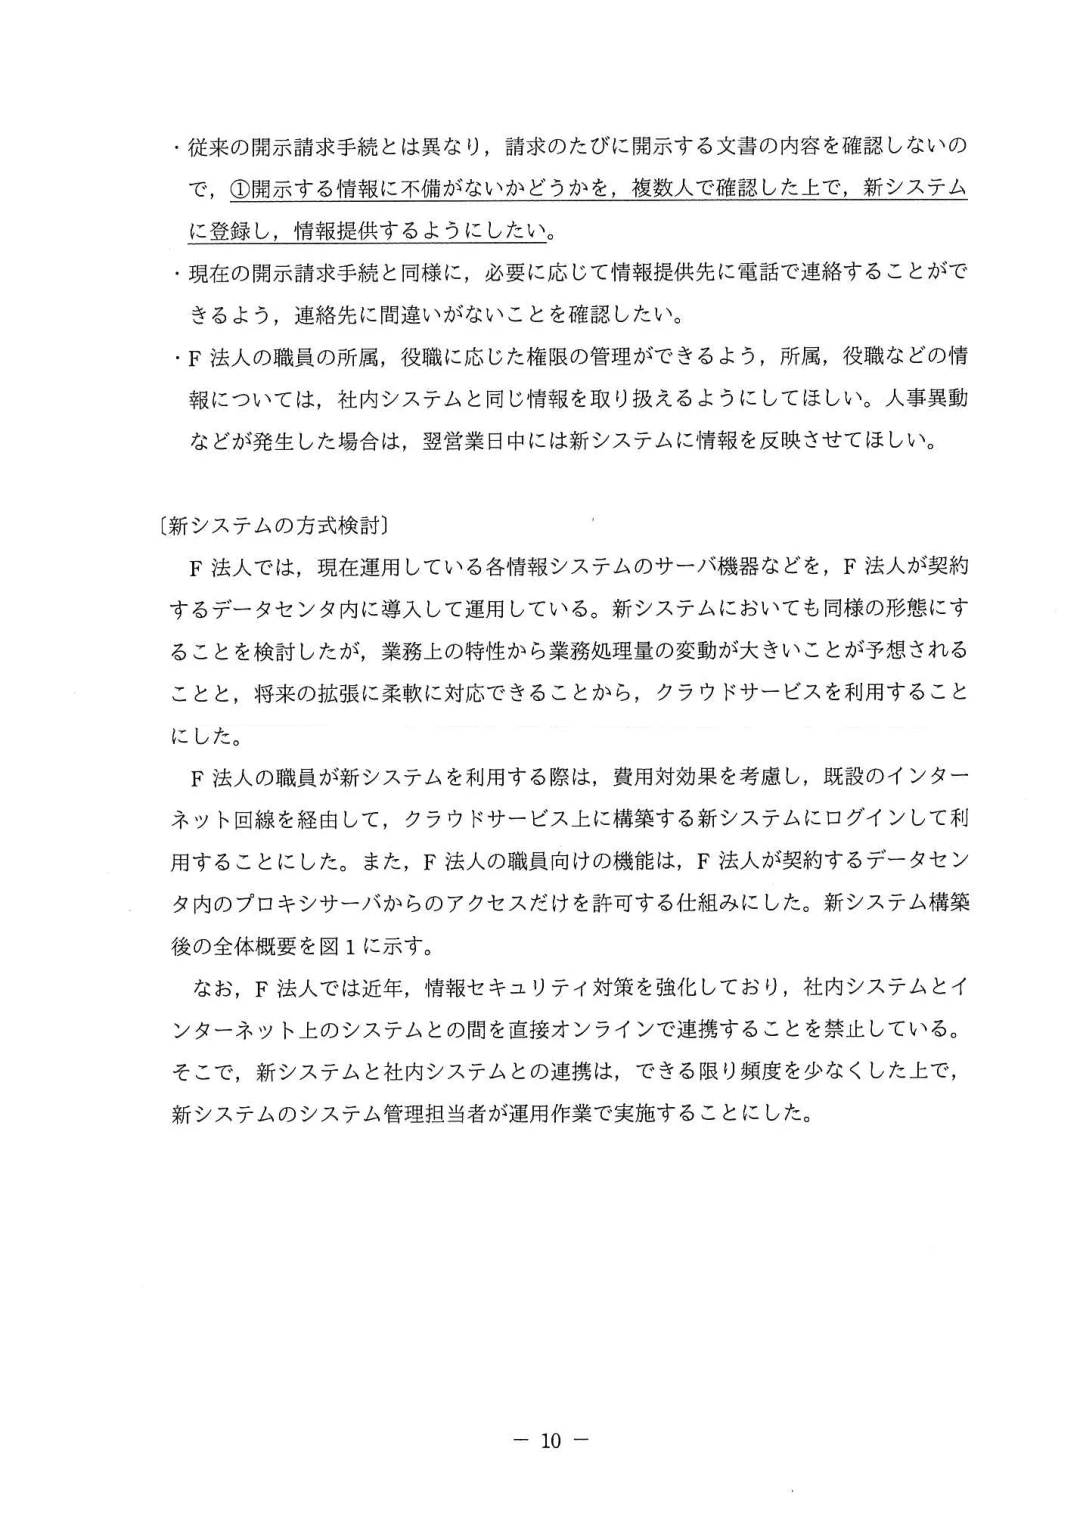 ・従来の開示請求手続とは異なり，請求のたびに開示する文書の内容を確認しないの
で，①開示する情報に不備がないかどうかを，複数人で確認した上で，新システム
に登録し，情報提供するようにしたい。
・現在の開示請求手続と同様に，必要に応じて情報提供先に電話で連絡することがで
きるよう，連絡先に間違いがないことを確認したい。
・F 法人の職員の所属，役職に応じた権限の管理ができるよう，所属，役職などの情
報については，社内システムと同じ情報を取り扱えるようにしてほしい。人事異動
などが発生した場合は，翌営業日中には新システムに情報を反映させてほしい。
〔新システムの方式検討〕
F 法人では，現在運用している各情報システムのサーバ機器などを，F 法人が契約
するデータセンタ内に導入して運用している。新システムにおいても同様の形態にす
ることを検討したが，業務上の特性から業務処理量の変動が大きいことが予想される
ことと，将来の拡張に柔軟に対応できることから，クラウドサービスを利用すること
にした。
F 法人の職員が新システムを利用する際は，費用対効果を考慮し，既設のインター
ネット回線を経由して，クラウドサービス上に構築する新システムにログインして利
用することにした。また，F 法人の職員向けの機能は，F 法人が契約するデータセン
タ内のプロキシサーバからのアクセスだけを許可する仕組みにした。新システム構築
後の全体概要を図 1 に示す。
なお，F 法人では近年，情報セキュリティ対策を強化しており，社内システムとイ
ンターネット上のシステムとの間を直接オンラインで連携することを禁止している。
そこで，新システムと社内システムとの連携は，できる限り頻度を少なくした上で，
新システムのシステム管理担当者が運用作業で実施することにした。
－ 10 －